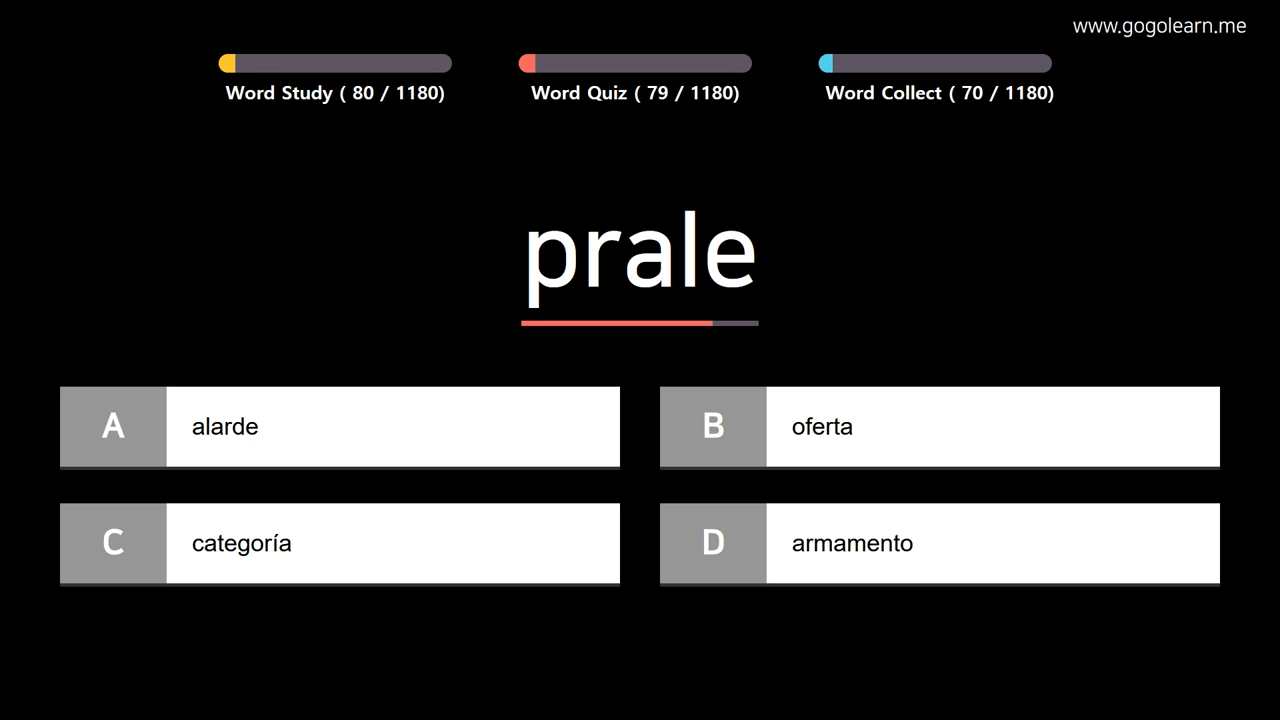 www.gogolearn.me
Word Study ( 80 / 1180)
Word Quiz ( 79 / 1180)
Word Collect ( 70 / 1180)
prale
A alarde
B oferta
C categoría
D armamento